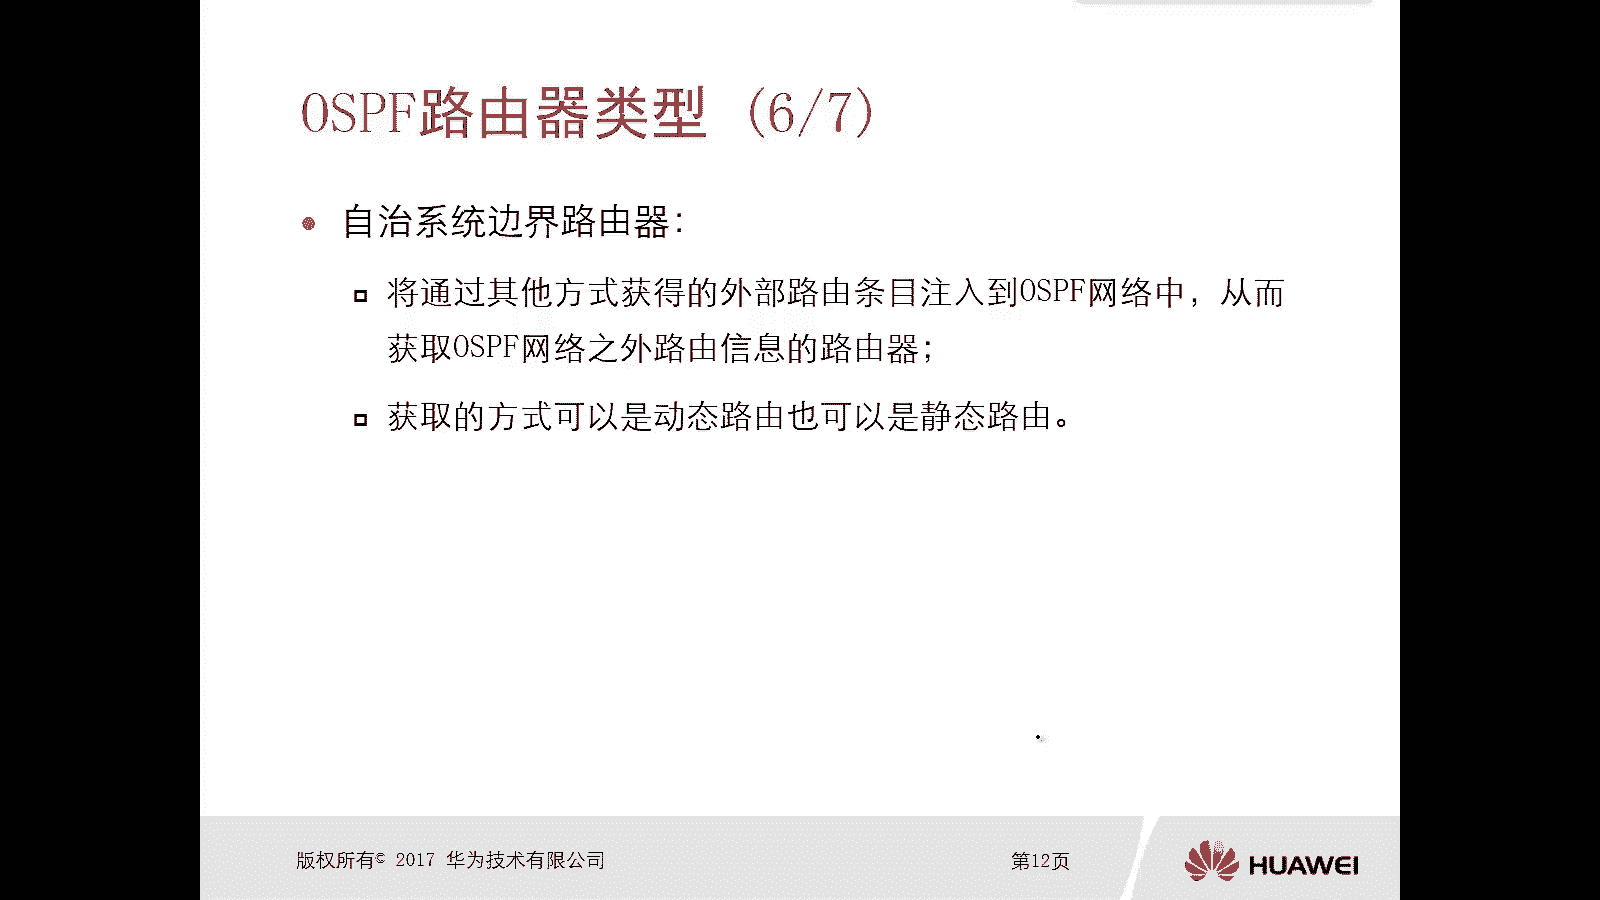 OSPF路由器类型 (6/7)
自治系统边界路由器:
将通过其他方式获得的外部路由条目注入到OSPF网络中，从而
获取OSPF网络之外路由信息的路由器；
获取的方式可以是动态路由也可以是静态路由。
版权所有© 2017 华为技术有限公司
第12页
HUAWEI